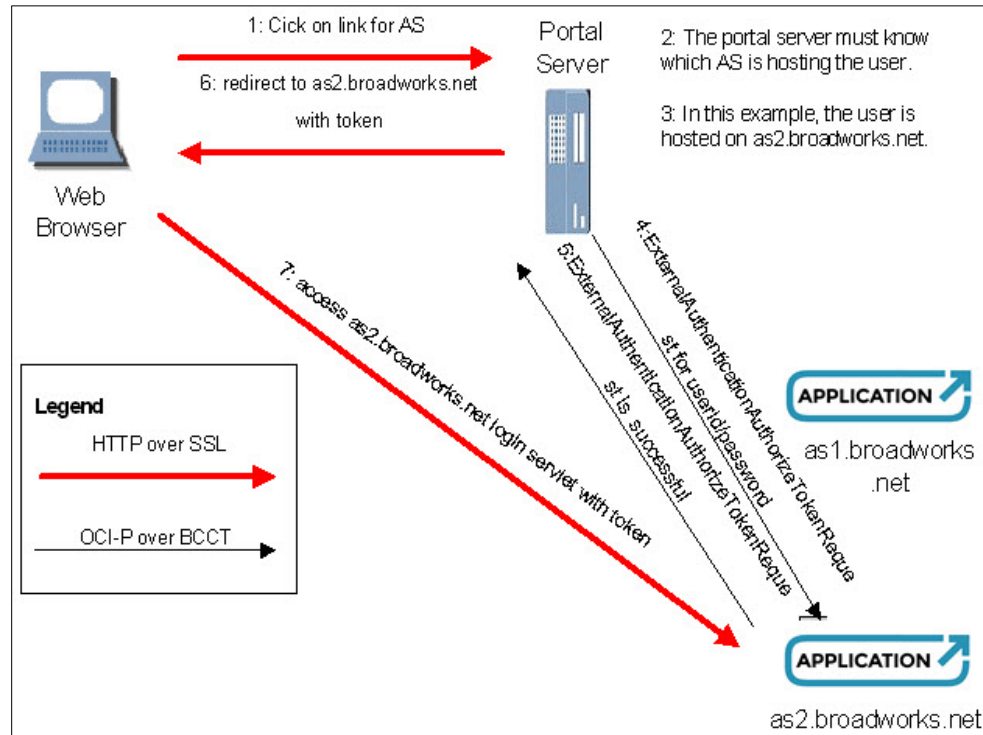 1: Cick on link for AS
6: redirect to as2.broadworks.net
with token
Portal
Server
2: The portal server must know
which AS is hosting the user.
3: In this example, the user is
hosted on as2.broadworks.net.
Web
Browser
4:ExternalAuthenticationAuthorizeTokenReque
st for userid/password
5:ExternalAuthenticationAuthorizeTokenReque
st is successful
7: access as2.broadworks.net login servlet with token
Legend
HTTP over SSL
OCI-P over BCCT
APPLICATION
as1.broadworks
.net
APPLICATION
as2.broadworks.net